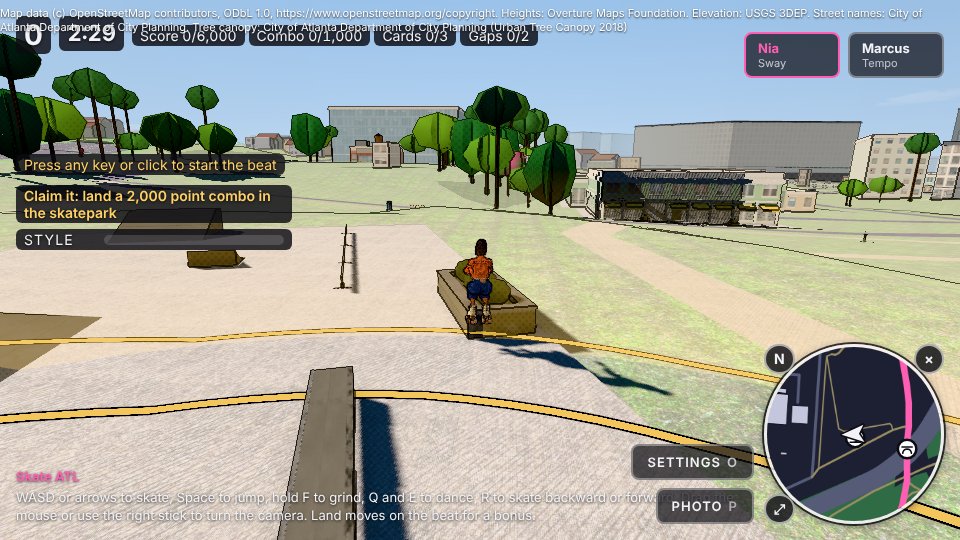 Map data (c) OpenStreetMap contributors, ODbL 1.0, https://www.openstreetmap.org/copyright. Heights: Overture Maps Foundation. Elevation: USGS 3DEP. Street names: City of
Atlanta Department of City Planning. Tree canopy: City of Atlanta Department of City Planning (Urban Tree Canopy 2018)
0
2:29
Score 0/6,000
Combo 0/1,000
Cards 0/3
Gaps 0/2
Nia
Sway
Marcus
Tempo
Press any key or click to start the beat
Claim it: land a 2,000 point combo in
the skatepark
STYLE
N
×
SETTINGS O
PHOTO P
Skate ATL
WASD or arrows to skate, Space to jump, hold F to grind, Q and E to dance, R to skate backward or forward.
mouse or use the right stick to turn the camera. Land moves on the beat for a bonus.